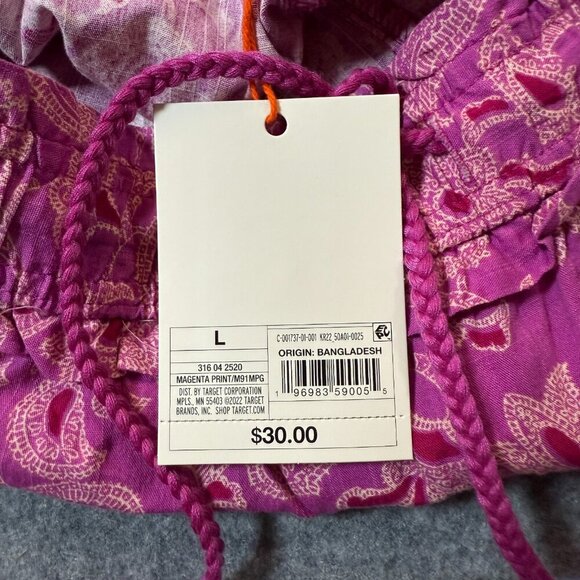 L
316 04 2520
MAGENTA PRINT/M91MPG
DIST. BY TARGET CORPORATION
MPLS., MN 55403 ©2022 TARGET
BRANDS, INC. SHOP TARGET.COM
C-001737-01-001 KR22_SOA01-0025
ORIGIN: BANGLADESH
1 96983 59005 5
$30.00